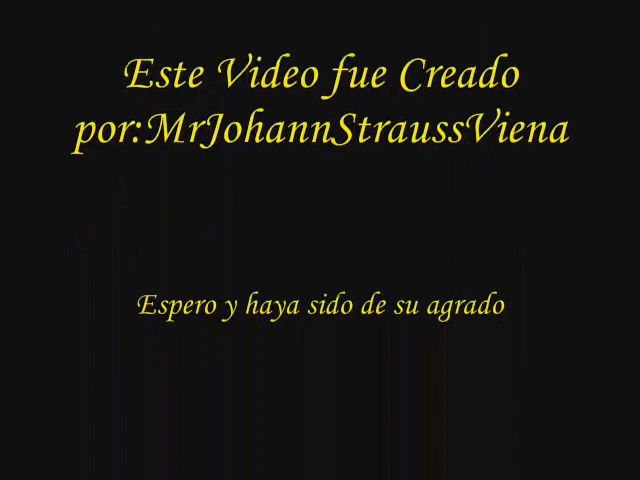 Este Video fue Creado
por:MrJohannStraussViena
Espero y haya sido de su agrado